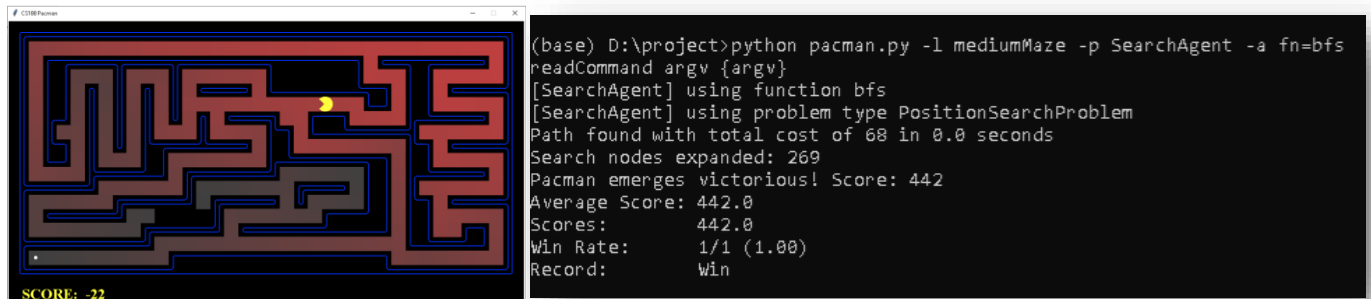 CS188 Pacman
SCORE: -22
(base) D:\project>python pacman.py -l mediumMaze -p SearchAgent -a fn=bfs
readCommand argv {argv}
[SearchAgent] using function bfs
[SearchAgent] using problem type PositionSearchProblem
Path found with total cost of 68 in 0.0 seconds
Search nodes expanded: 269
Pacman emerges victorious! Score: 442
Average Score: 442.0
Scores:        442.0
Win Rate:      1/1 (1.00)
Record:        Win